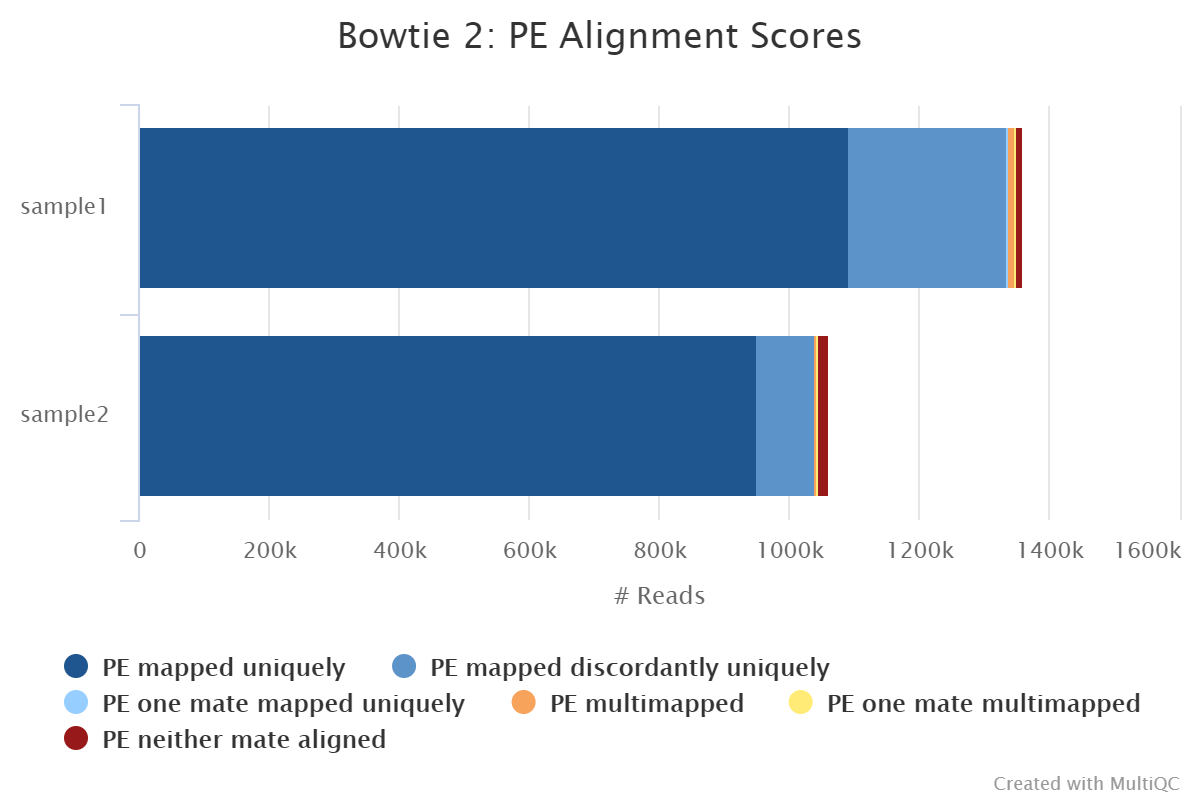 Bowtie 2: PE Alignment Scores
sample1
sample2
0 200k 400k 600k 800k 1000k 1200k 1400k 1600k
# Reads
PE mapped uniquely PE mapped discordantly uniquely
PE one mate mapped uniquely PE multimapped PE one mate multimapped
PE neither mate aligned
Created with MultiQC